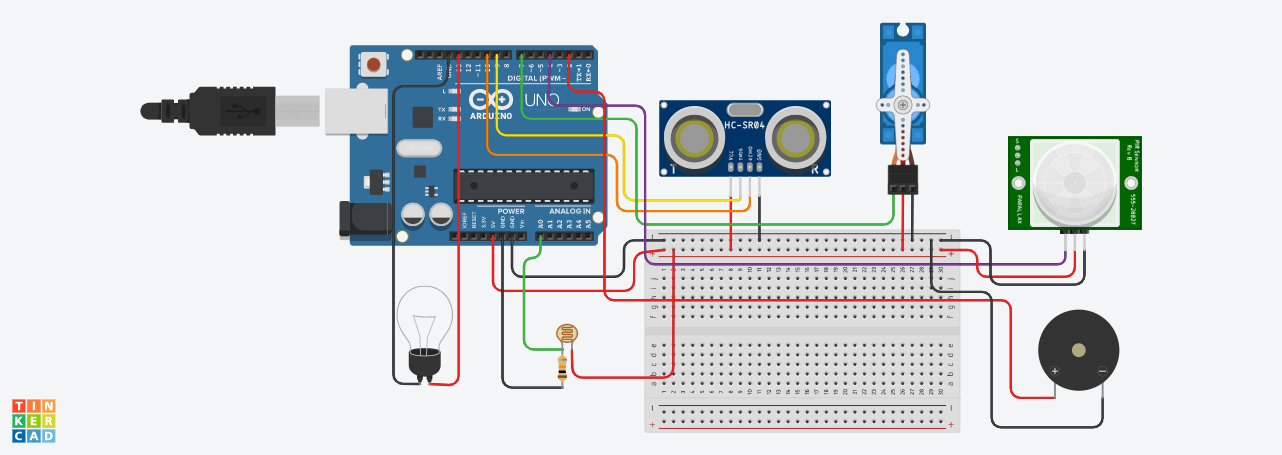 AREF
GND
13
12
~11
~10
~9
8
7
~6
~5
4
~3
2
TX→1
RX←0
DIGITAL (PWM~)
L
TX
RX
UNO
ARDUINO
ON
IOREF
RESET
3.3V
5V
GND
GND
Vin
POWER
ANALOG IN
A0
A1
A2
A3
A4
A5
HC-SR04
VCC
TRIG
ECHO
GND
T
R
PIR Sensor
Rev B
PARALLAX
555-28027
TIN
KER
CAD